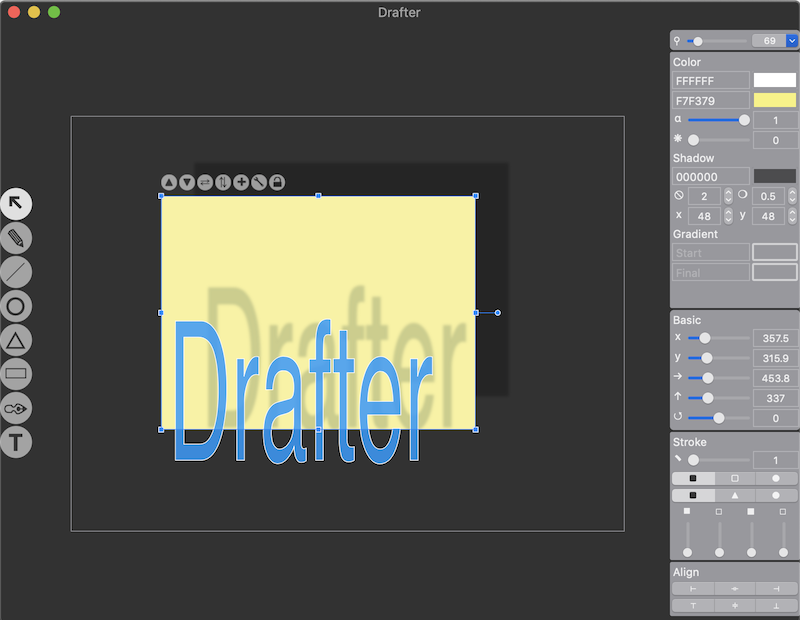 Drafter
69
Color
FFFFFF
F7F379
α 1
0
Shadow
000000
2 0.5
x 48 y 48
Gradient
Start
Final
Basic
x 357.5
y 315.9
453.8
337
0
Stroke
1
Align
T
Drafter